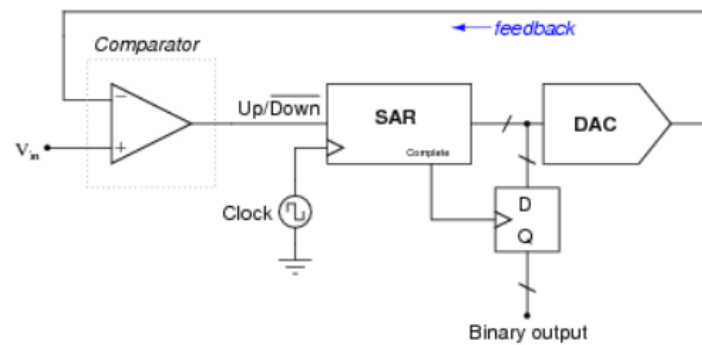 feedback
Comparator
−
+
Vin
Up/Down
SAR
Complete
DAC
Clock
D
Q
Binary output